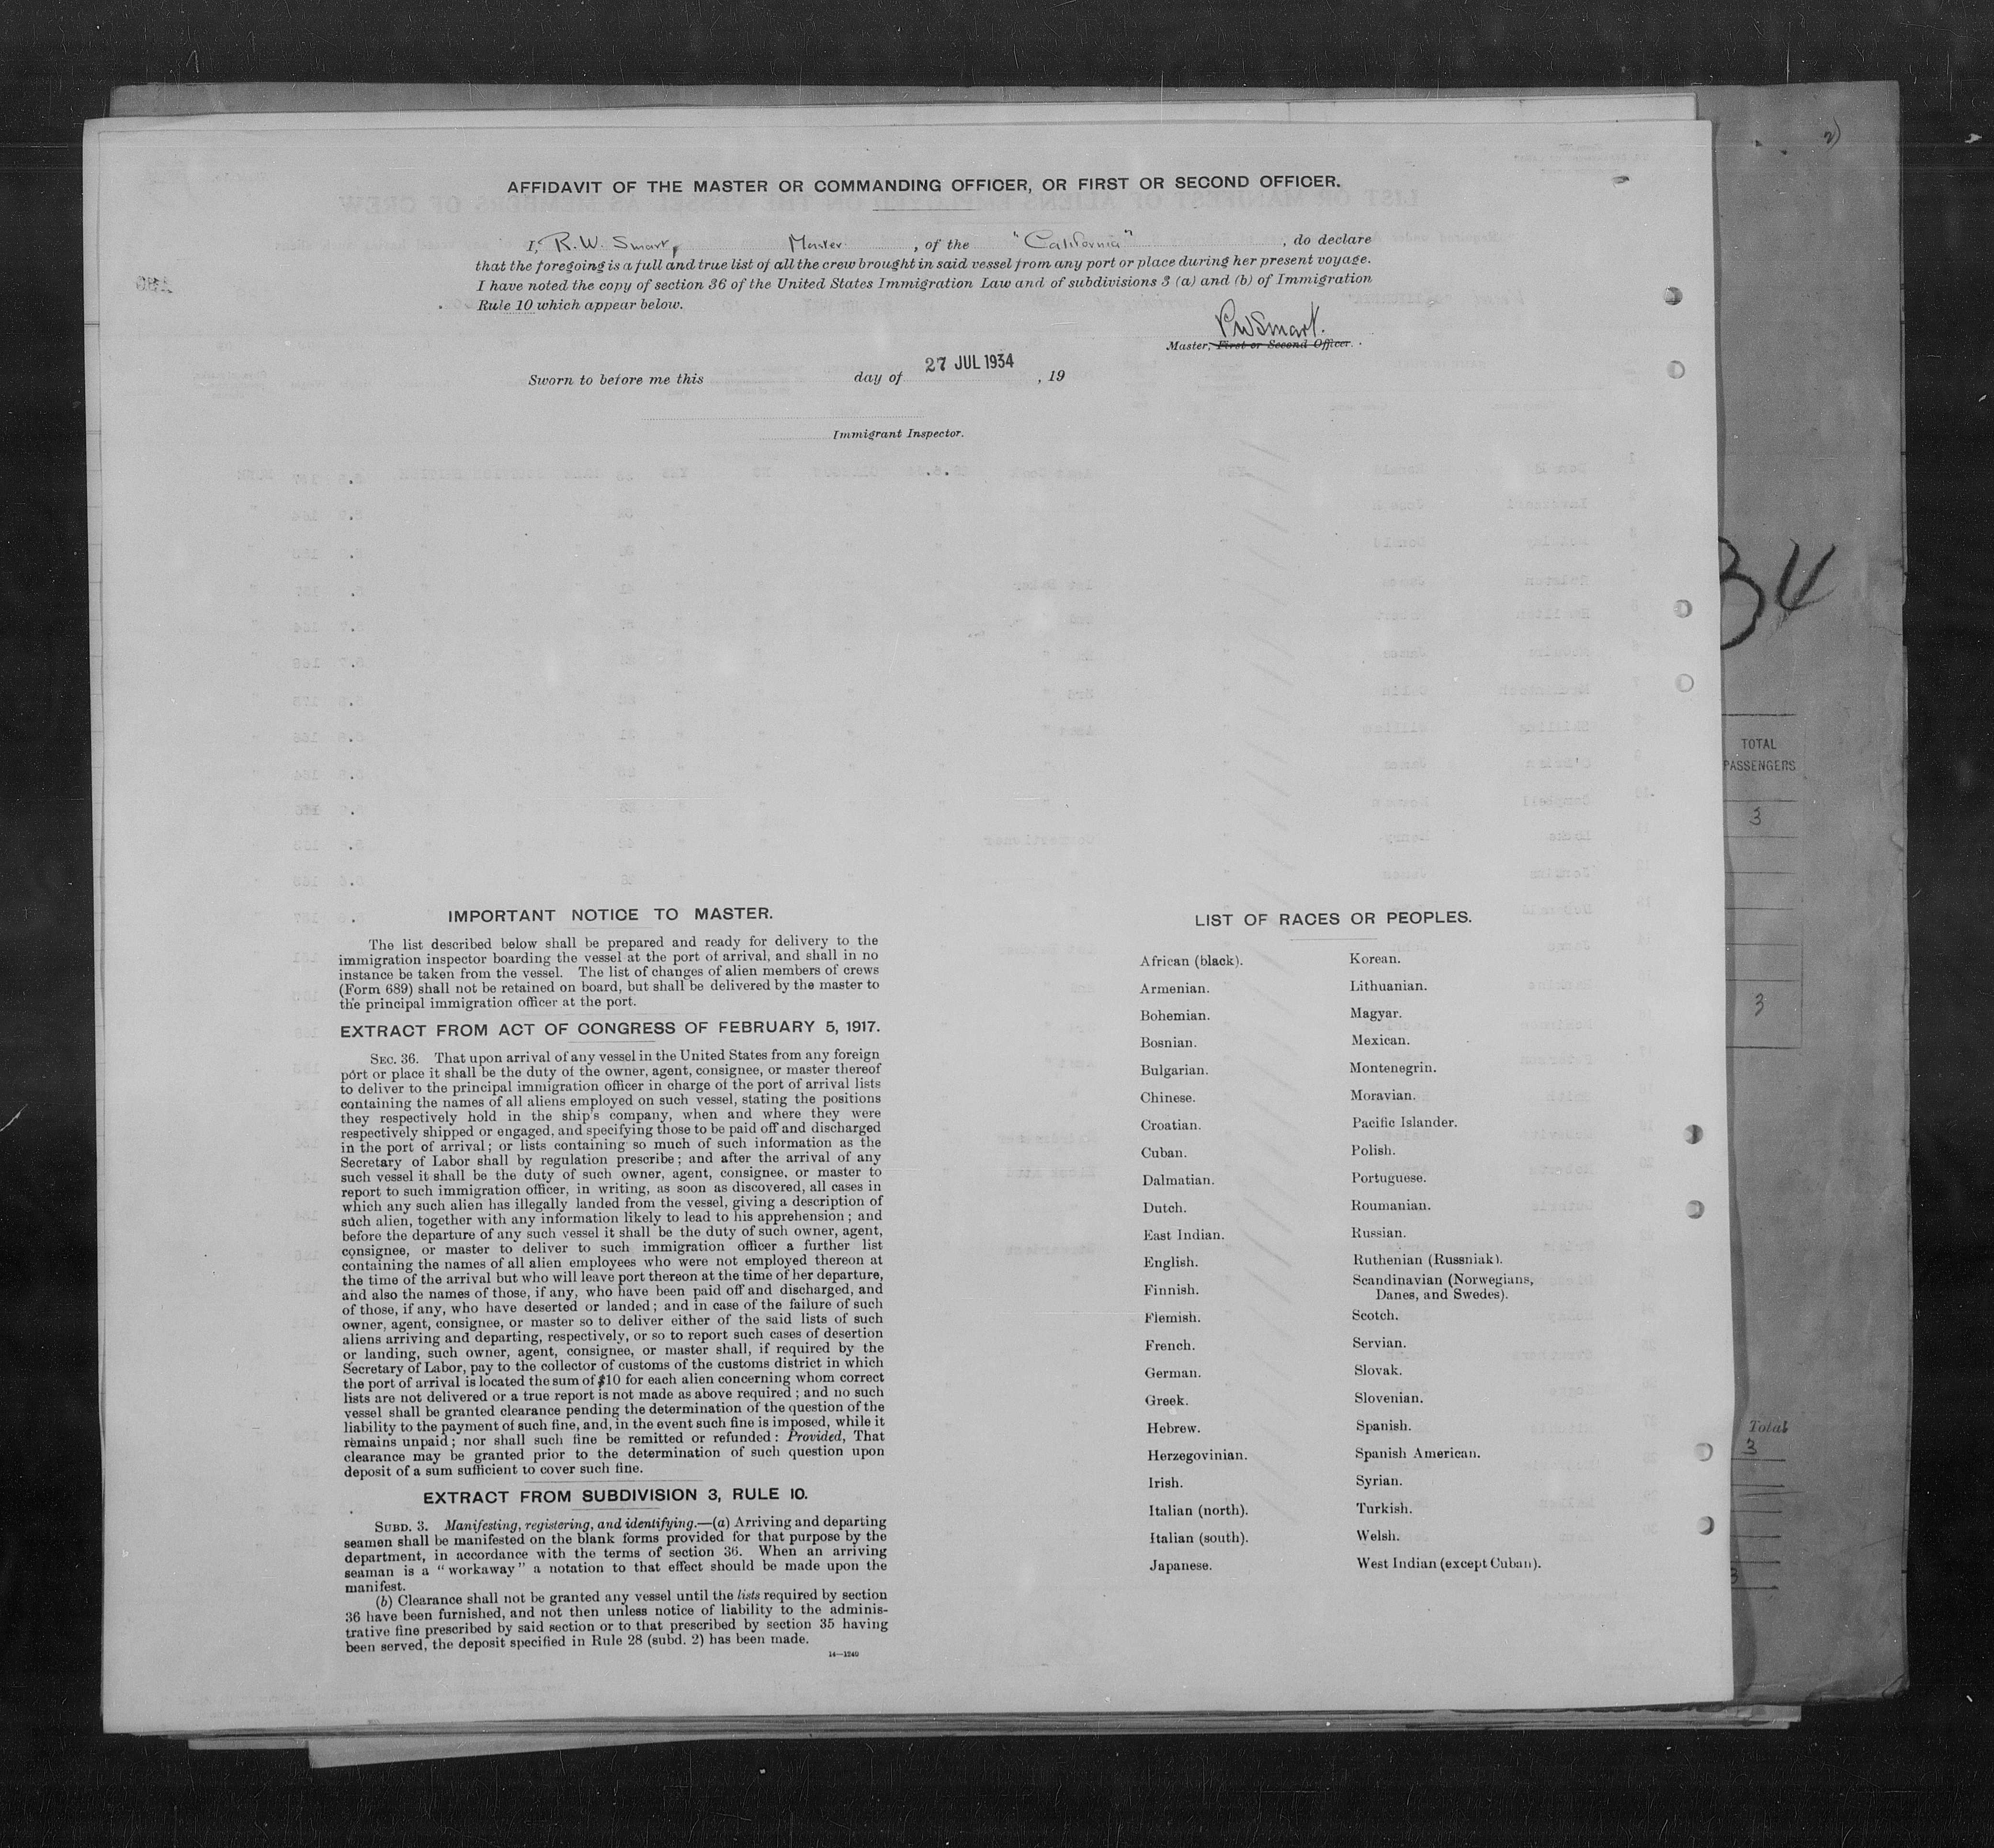 AFFIDAVIT OF THE MASTER OR COMMANDING OFFICER, OR FIRST OR SECOND OFFICER.
I, R. W. Smart, Master, of the "California", do declare
that the foregoing is a full and true list of all the crew brought in said vessel from any port or place during her present voyage.
I have noted the copy of section 36 of the United States Immigration Law and of subdivisions 3 (a) and (b) of Immigration
Rule 10 which appear below.
RWSmart.
Master, First or Second Officer.
Sworn to before me this day of 27 JUL 1934, 19
Immigrant Inspector.
IMPORTANT NOTICE TO MASTER.
The list described below shall be prepared and ready for delivery to the
immigration inspector boarding the vessel at the port of arrival, and shall in no
instance be taken from the vessel. The list of changes of alien members of crews
(Form 689) shall not be retained on board, but shall be delivered by the master to
the principal immigration officer at the port.
EXTRACT FROM ACT OF CONGRESS OF FEBRUARY 5, 1917.
SEC. 36. That upon arrival of any vessel in the United States from any foreign
port or place it shall be the duty of the owner, agent, consignee, or master thereof
to deliver to the principal immigration officer in charge of the port of arrival lists
containing the names of all aliens employed on such vessel, stating the positions
they respectively hold in the ship's company, when and where they were
respectively shipped or engaged, and specifying those to be paid off and discharged
in the port of arrival; or lists containing so much of such information as the
Secretary of Labor shall by regulation prescribe; and after the arrival of any
such vessel it shall be the duty of such owner, agent, consignee, or master to
report to such immigration officer, in writing, as soon as discovered, all cases in
which any such alien has illegally landed from the vessel, giving a description of
such alien, together with any information likely to lead to his apprehension; and
before the departure of any such vessel it shall be the duty of such owner, agent,
consignee, or master to deliver to such immigration officer a further list
containing the names of all alien employees who were not employed thereon at
the time of the arrival but who will leave port thereon at the time of her departure,
and also the names of those, if any, who have been paid off and discharged, and
of those, if any, who have deserted or landed; and in case of the failure of such
owner, agent, consignee, or master so to deliver either of the said lists of such
aliens arriving and departing, respectively, or so to report such cases of desertion
or landing, such owner, agent, consignee, or master shall, if required by the
Secretary of Labor, pay to the collector of customs of the customs district in which
the port of arrival is located the sum of $10 for each alien concerning whom correct
lists are not delivered or a true report is not made as above required; and no such
vessel shall be granted clearance pending the determination of the question of the
liability to the payment of such fine, and, in the event such fine is imposed, while it
remains unpaid; nor shall such fine be remitted or refunded: Provided, That
clearance may be granted prior to the determination of such question upon
deposit of a sum sufficient to cover such fine.
EXTRACT FROM SUBDIVISION 3, RULE 10.
SUBD. 3. Manifesting, registering, and identifying.—(a) Arriving and departing
seamen shall be manifested on the blank forms provided for that purpose by the
department, in accordance with the terms of section 36. When an arriving
seaman is a "workaway" a notation to that effect should be made upon the
manifest.
(b) Clearance shall not be granted any vessel until the lists required by section
36 have been furnished, and not then unless notice of liability to the adminis-
trative fine prescribed by said section or to that prescribed by section 35 having
been served, the deposit specified in Rule 28 (subd. 2) has been made.
14—1240
LIST OF RACES OR PEOPLES.
African (black).
Armenian.
Bohemian.
Bosnian.
Bulgarian.
Chinese.
Croatian.
Cuban.
Dalmatian.
Dutch.
East Indian.
English.
Finnish.
Flemish.
French.
German.
Greek.
Hebrew.
Herzegovinian.
Irish.
Italian (north).
Italian (south).
Japanese.
Korean.
Lithuanian.
Magyar.
Mexican.
Montenegrin.
Moravian.
Pacific Islander.
Polish.
Portuguese.
Roumanian.
Russian.
Ruthenian (Russniak).
Scandinavian (Norwegians,
Danes, and Swedes).
Scotch.
Servian.
Slovak.
Slovenian.
Spanish.
Spanish American.
Syrian.
Turkish.
Welsh.
West Indian (except Cuban).
34
TOTAL
PASSENGERS
3
3
Total
3
3